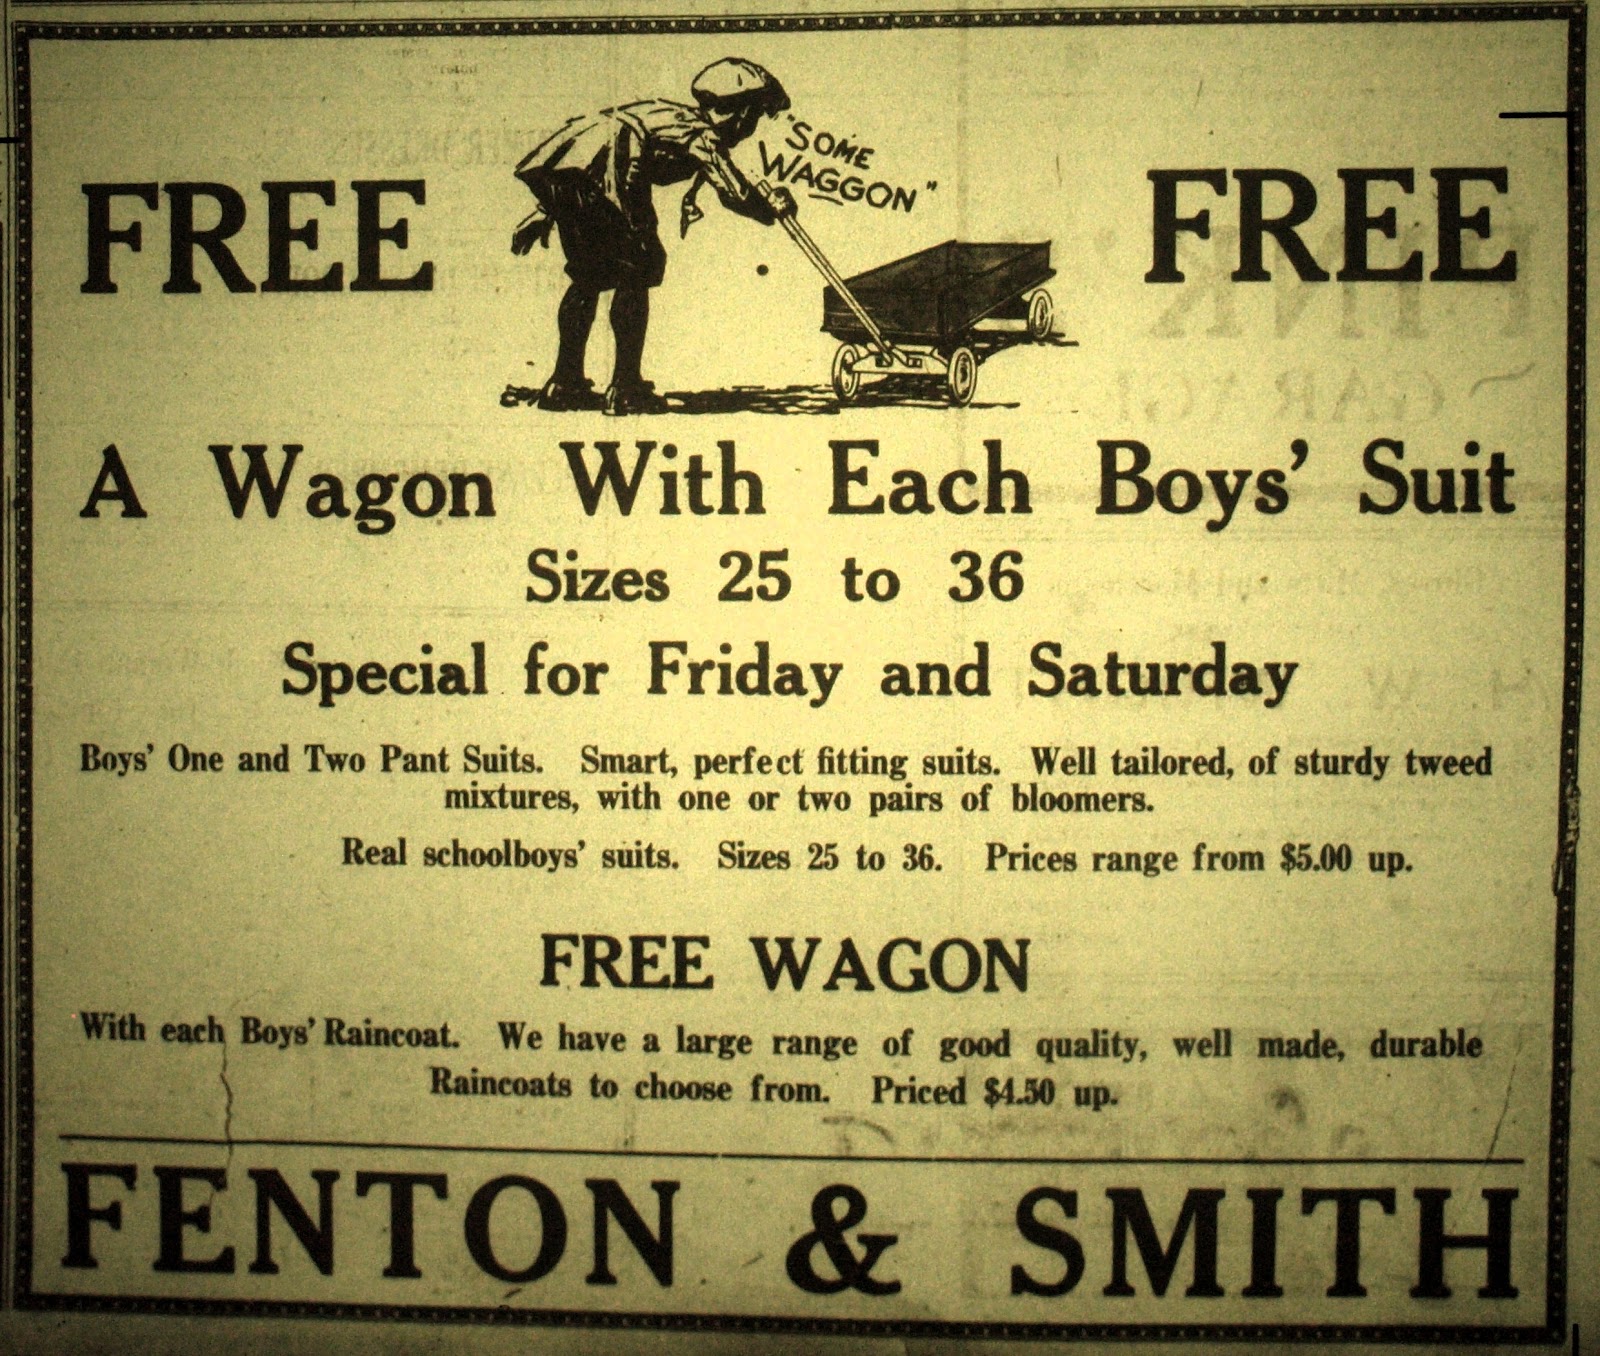 "SOME
WAGGON"
FREE FREE
A Wagon With Each Boys' Suit
Sizes 25 to 36
Special for Friday and Saturday
Boys' One and Two Pant Suits. Smart, perfect fitting suits. Well tailored, of sturdy tweed
mixtures, with one or two pairs of bloomers.
Real schoolboys' suits. Sizes 25 to 36. Prices range from $5.00 up.
FREE WAGON
With each Boys' Raincoat. We have a large range of good quality, well made, durable
Raincoats to choose from. Priced $4.50 up.
FENTON & SMITH